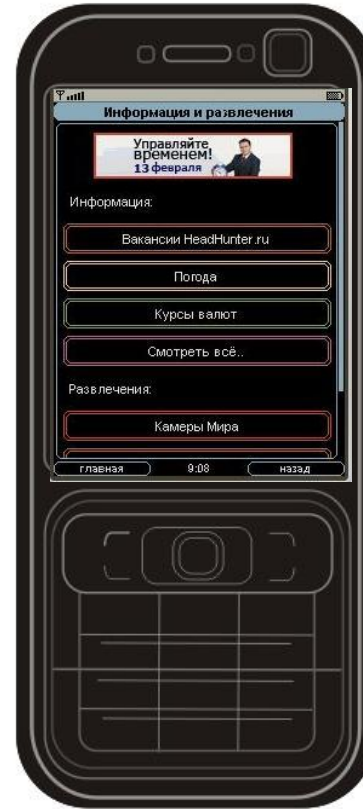 Информация и развлечения
Управляйте
временем!
13 февраля
Информация:
Вакансии HeadHunter.ru
Погода
Курсы валют
Смотреть всё..
Развлечения:
Камеры Мира
главная 9:08 назад